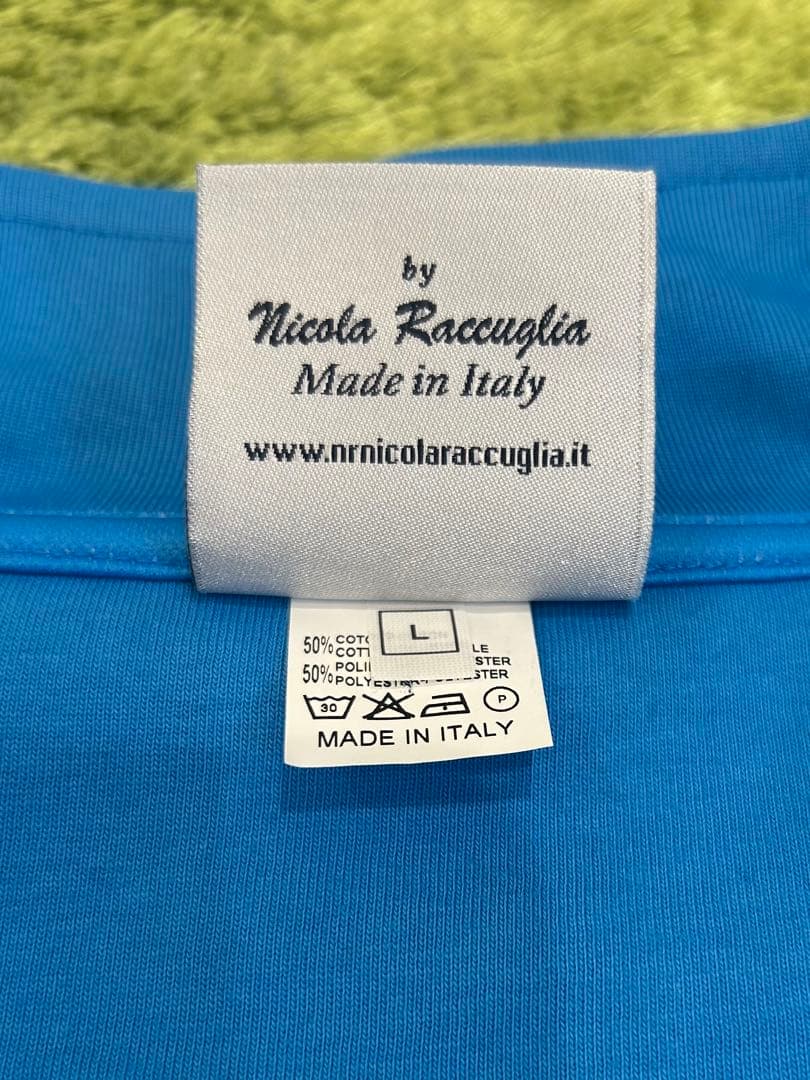 by
Nicola Raccuglia
Made in Italy
www.nrnicolaraccuglia.it
L
50%
50%
30
P
MADE IN ITALY